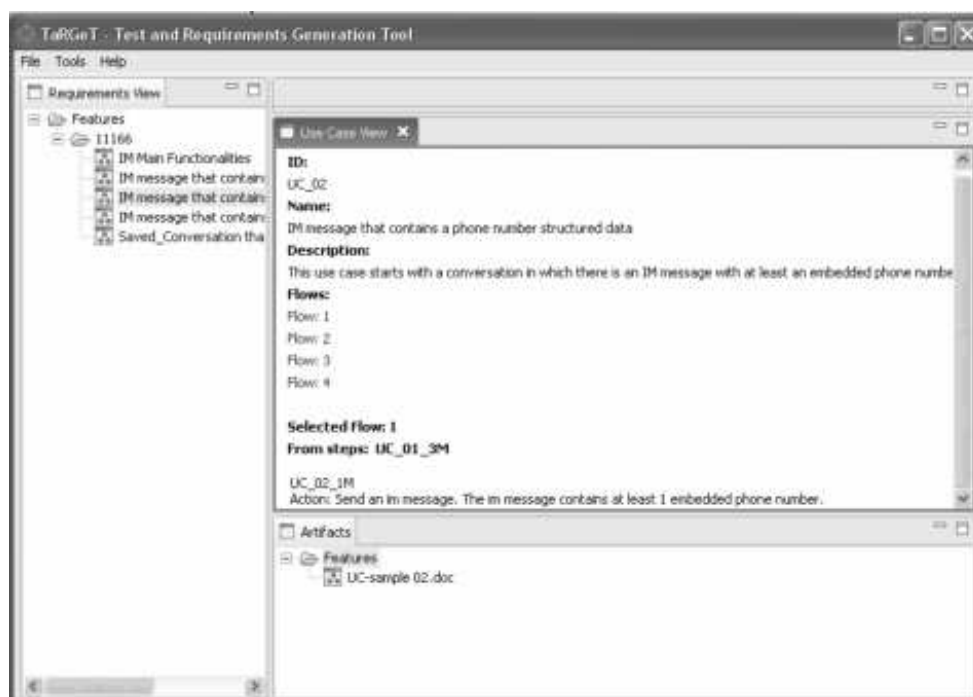 TaRGeT - Test and Requirements Generation Tool
File Tools Help
Requirements View
Features
11166
IM Main Functionalities
IM message that contain
IM message that contain
IM message that contain
Saved_Conversation tha
Use Case View
ID:
UC_02
Name:
IM message that contains a phone number structured data
Description:
This use case starts with a conversation in which there is an IM message with at least an embedded phone numbe
Flows:
Flow: 1
Flow: 2
Flow: 3
Flow: 4
Selected Flow: 1
From steps: UC_01_3M
UC_02_1M
Action: Send an im message. The im message contains at least 1 embedded phone number.
Artifacts
Features
UC-sample 02.doc